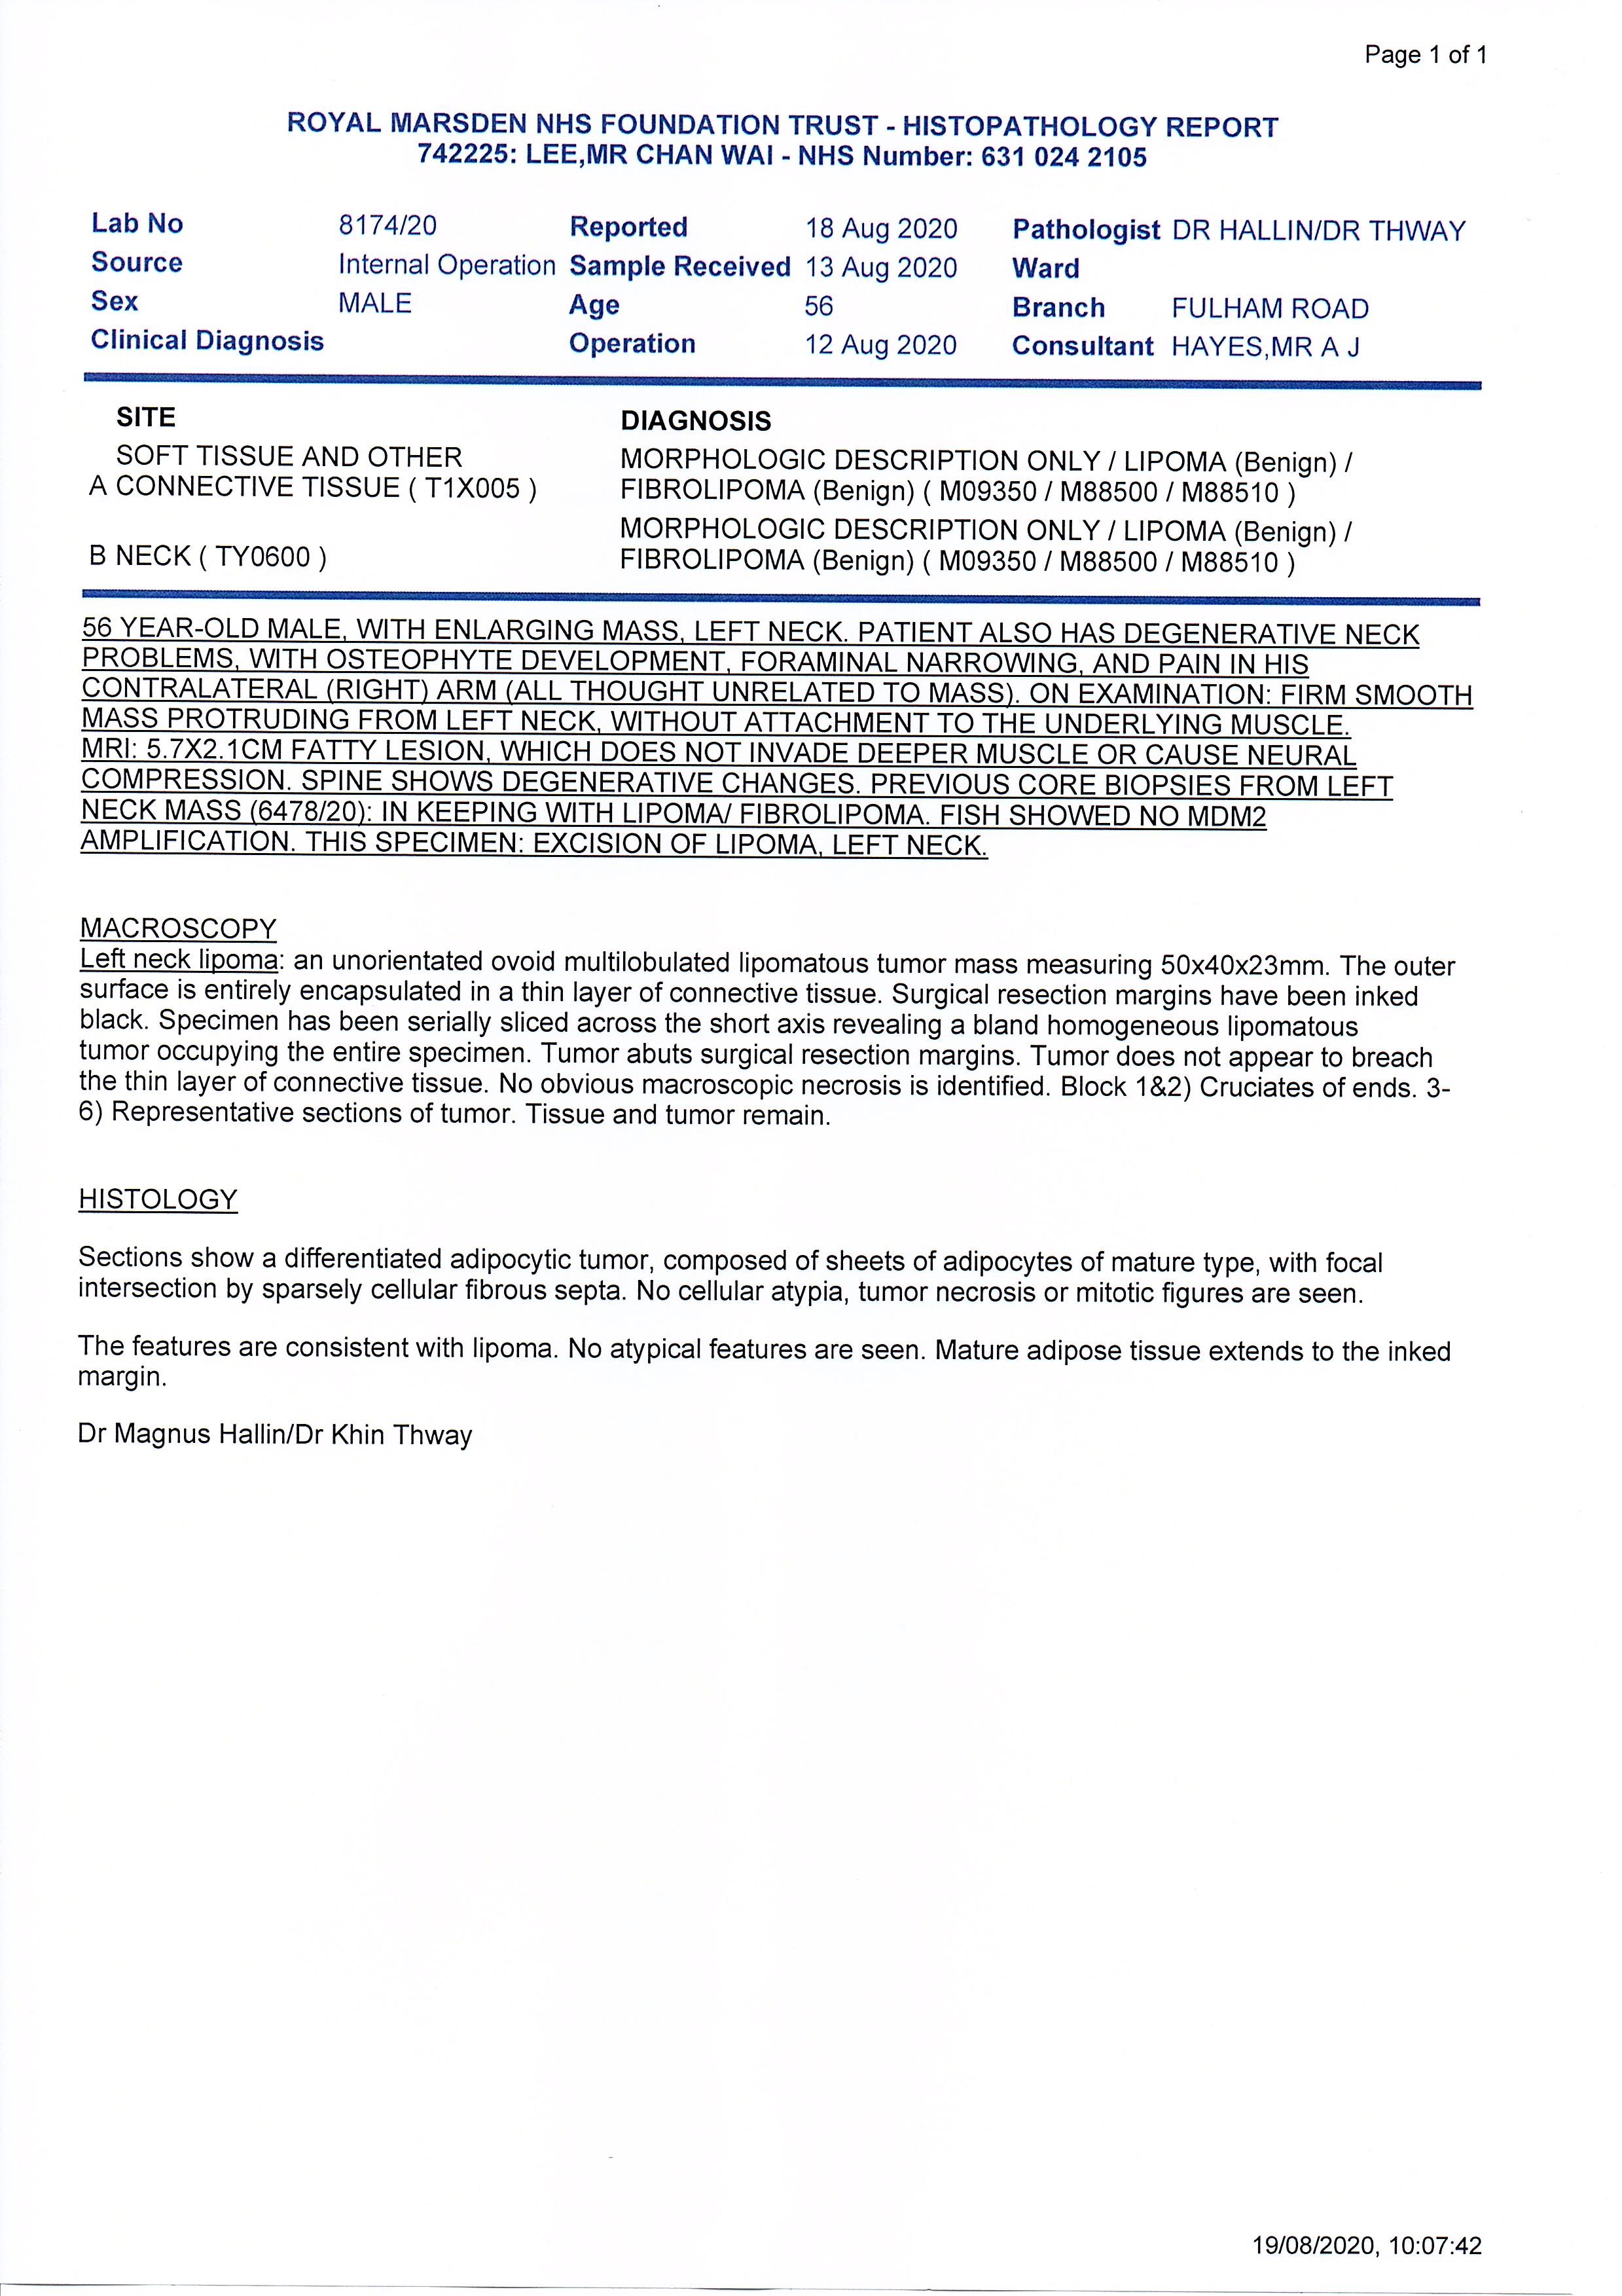 Page 1 of 1
ROYAL MARSDEN NHS FOUNDATION TRUST - HISTOPATHOLOGY REPORT
742225: LEE,MR CHAN WAI - NHS Number: 631 024 2105
Lab No 8174/20 Reported 18 Aug 2020 Pathologist DR HALLIN/DR THWAY
Source Internal Operation Sample Received 13 Aug 2020 Ward
Sex MALE Age 56 Branch FULHAM ROAD
Clinical Diagnosis Operation 12 Aug 2020 Consultant HAYES,MR A J
SITE DIAGNOSIS
SOFT TISSUE AND OTHER MORPHOLOGIC DESCRIPTION ONLY / LIPOMA (Benign) /
A CONNECTIVE TISSUE ( T1X005 ) FIBROLIPOMA (Benign) ( M09350 / M88500 / M88510 )
MORPHOLOGIC DESCRIPTION ONLY / LIPOMA (Benign) /
B NECK ( TY0600 ) FIBROLIPOMA (Benign) ( M09350 / M88500 / M88510 )
56 YEAR-OLD MALE, WITH ENLARGING MASS, LEFT NECK. PATIENT ALSO HAS DEGENERATIVE NECK
PROBLEMS, WITH OSTEOPHYTE DEVELOPMENT, FORAMINAL NARROWING, AND PAIN IN HIS
CONTRALATERAL (RIGHT) ARM (ALL THOUGHT UNRELATED TO MASS). ON EXAMINATION: FIRM SMOOTH
MASS PROTRUDING FROM LEFT NECK, WITHOUT ATTACHMENT TO THE UNDERLYING MUSCLE.
MRI: 5.7X2.1CM FATTY LESION, WHICH DOES NOT INVADE DEEPER MUSCLE OR CAUSE NEURAL
COMPRESSION. SPINE SHOWS DEGENERATIVE CHANGES. PREVIOUS CORE BIOPSIES FROM LEFT
NECK MASS (6478/20): IN KEEPING WITH LIPOMA/ FIBROLIPOMA. FISH SHOWED NO MDM2
AMPLIFICATION. THIS SPECIMEN: EXCISION OF LIPOMA, LEFT NECK.
MACROSCOPY
Left neck lipoma: an unorientated ovoid multilobulated lipomatous tumor mass measuring 50x40x23mm. The outer
surface is entirely encapsulated in a thin layer of connective tissue. Surgical resection margins have been inked
black. Specimen has been serially sliced across the short axis revealing a bland homogeneous lipomatous
tumor occupying the entire specimen. Tumor abuts surgical resection margins. Tumor does not appear to breach
the thin layer of connective tissue. No obvious macroscopic necrosis is identified. Block 1&2) Cruciates of ends. 3-
6) Representative sections of tumor. Tissue and tumor remain.
HISTOLOGY
Sections show a differentiated adipocytic tumor, composed of sheets of adipocytes of mature type, with focal
intersection by sparsely cellular fibrous septa. No cellular atypia, tumor necrosis or mitotic figures are seen.
The features are consistent with lipoma. No atypical features are seen. Mature adipose tissue extends to the inked
margin.
Dr Magnus Hallin/Dr Khin Thway
19/08/2020, 10:07:42